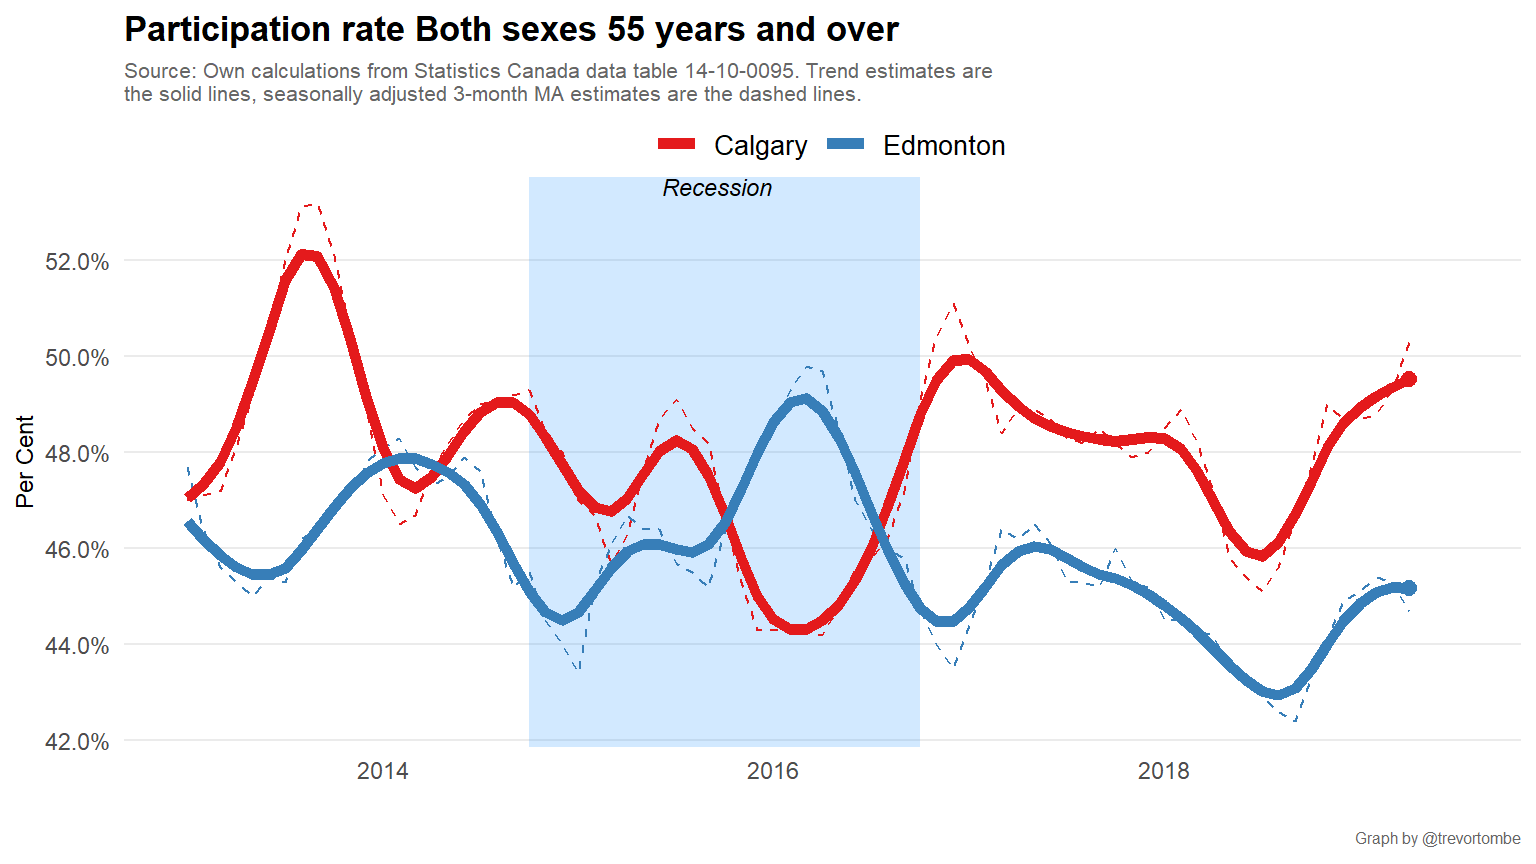 Participation rate Both sexes 55 years and over
Source: Own calculations from Statistics Canada data table 14-10-0095. Trend estimates are
the solid lines, seasonally adjusted 3-month MA estimates are the dashed lines.
Calgary Edmonton
Recession
52.0%
50.0%
48.0%
46.0%
44.0%
42.0%
Per Cent
2014 2016 2018
Graph by @trevortombe